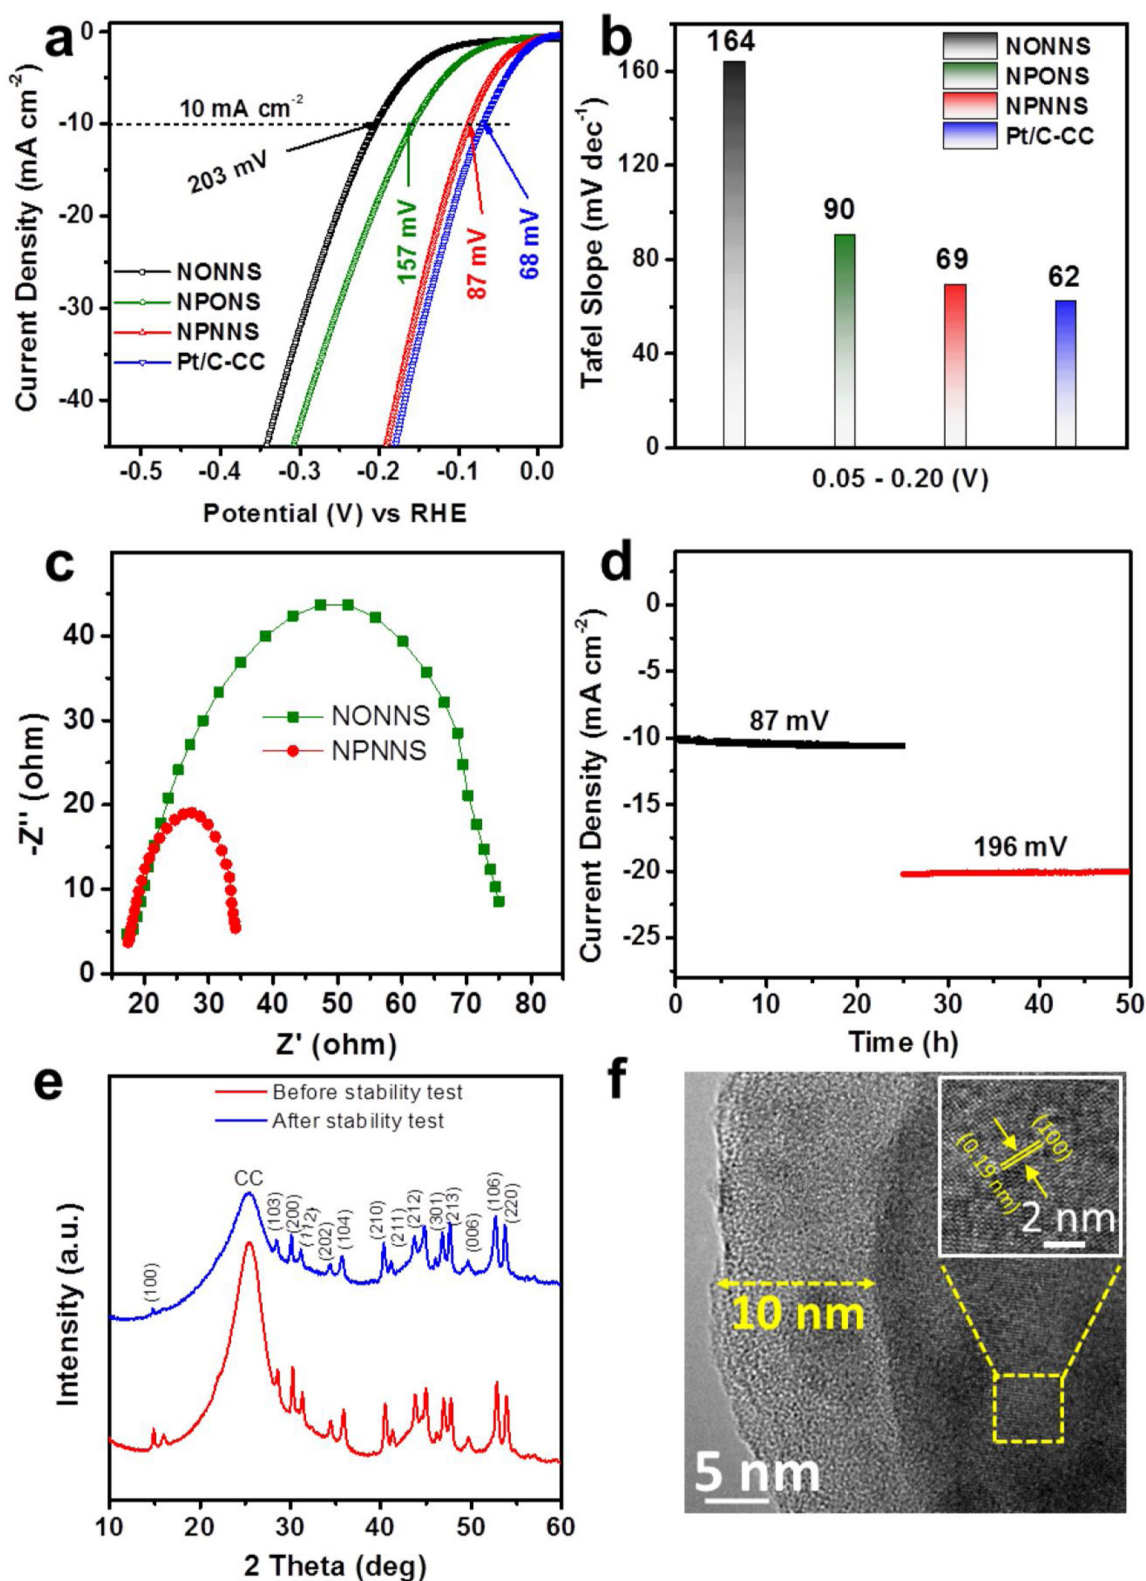 a
0
-10
-20
-30
-40
Current Density (mA cm-2)
10 mA cm-2
203 mV
157 mV
87 mV
68 mV
NONNS
NPONS
NPNNS
Pt/C-CC
-0.5
-0.4
-0.3
-0.2
-0.1
0.0
Potential (V) vs RHE
b
164
90
69
62
NONNS
NPONS
NPNNS
Pt/C-CC
160
120
80
40
0
Tafel Slope (mV dec-1)
0.05 - 0.20 (V)
c
40
30
20
10
0
-Z'' (ohm)
NONNS
NPNNS
20
30
40
50
60
70
80
Z' (ohm)
d
0
-5
-10
-15
-20
-25
Current Density (mA cm-2)
87 mV
196 mV
0
10
20
30
40
50
Time (h)
e
Before stability test
After stability test
Intensity (a.u.)
(100)
CC
(103)
(200)
(112)
(202)
(104)
(210)
(211)
(212)
(301)
(213)
(006)
(106)
(220)
10
20
30
40
50
60
2 Theta (deg)
f
(100)
(0.19 nm)
2 nm
10 nm
5 nm